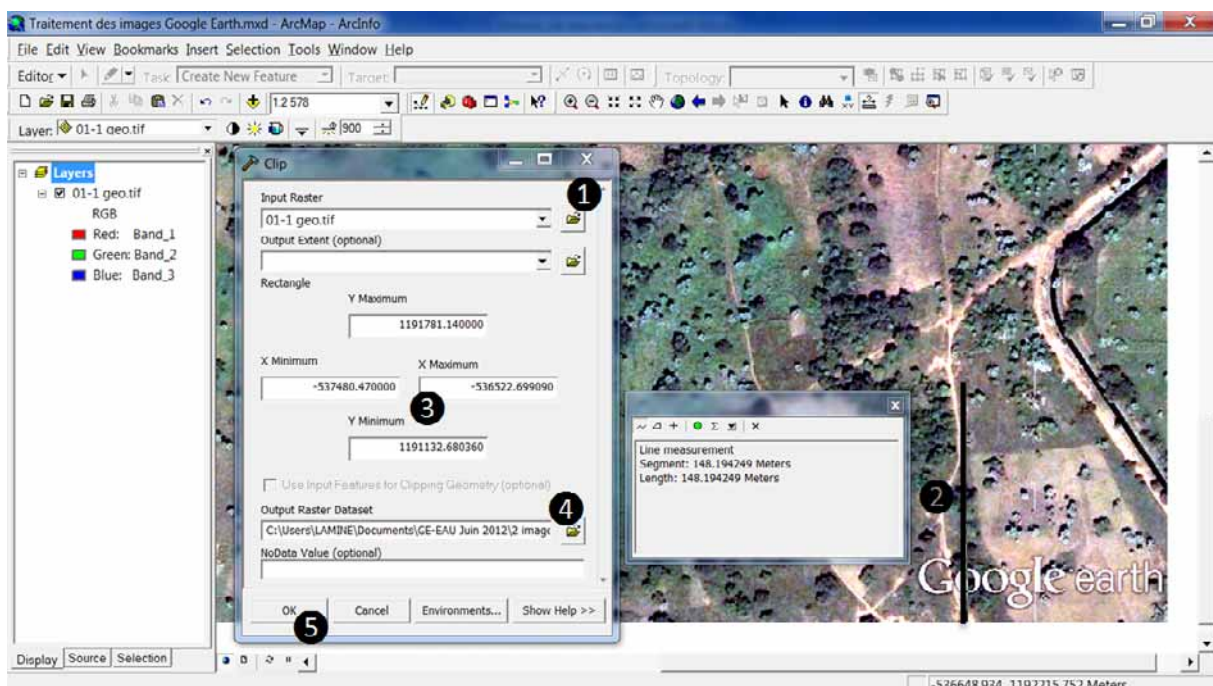 Traitement des images Google Earth.mxd - ArcMap - ArcInfo
File Edit View Bookmarks Insert Selection Tools Window Help
Editor Task: Create New Feature Target: Topology:
1:2 578
Layer: 01-1 geo.tif 900
Layers
01-1 geo.tif
RGB
Red: Band_1
Green: Band_2
Blue: Band_3
Display Source Selection
Clip
1
Input Raster
01-1 geo.tif
Output Extent (optional)
Rectangle
Y Maximum
1191781.140000
X Minimum X Maximum
-537480.470000 -536522.699090
3
Y Minimum
1191132.680360
Use Input Features for Clipping Geometry (optional)
4
Output Raster Dataset
C:\Users\LAMINE\Documents\GE-EAU Juin 2012\2 image
NoData Value (optional)
OK Cancel Environments... Show Help >>
5
Line measurement
Segment: 148.194249 Meters
Length: 148.194249 Meters
2
Google earth
-536648.934 1192215.752 Meters